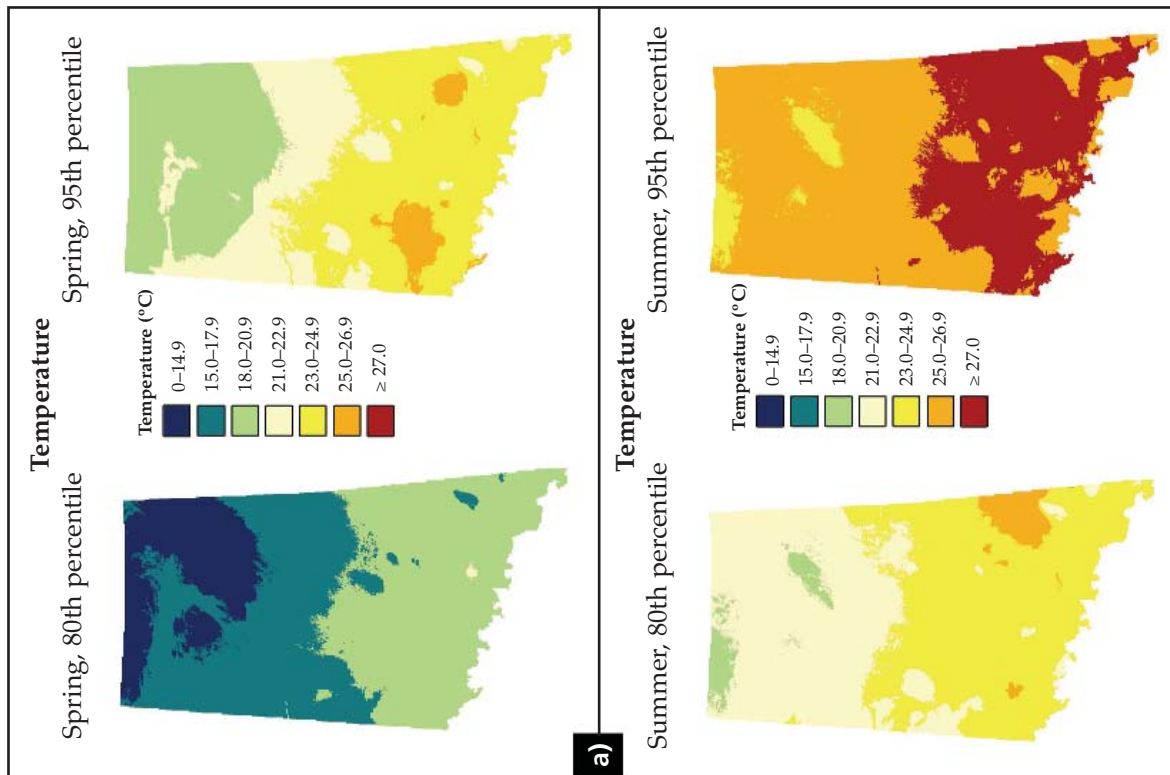 Temperature
Spring, 80th percentile
Spring, 95th percentile
Temperature (°C)
0–14.9
15.0–17.9
18.0–20.9
21.0–22.9
23.0–24.9
25.0–26.9
≥ 27.0
a)
Temperature
Summer, 80th percentile
Summer, 95th percentile
Temperature (°C)
0–14.9
15.0–17.9
18.0–20.9
21.0–22.9
23.0–24.9
25.0–26.9
≥ 27.0